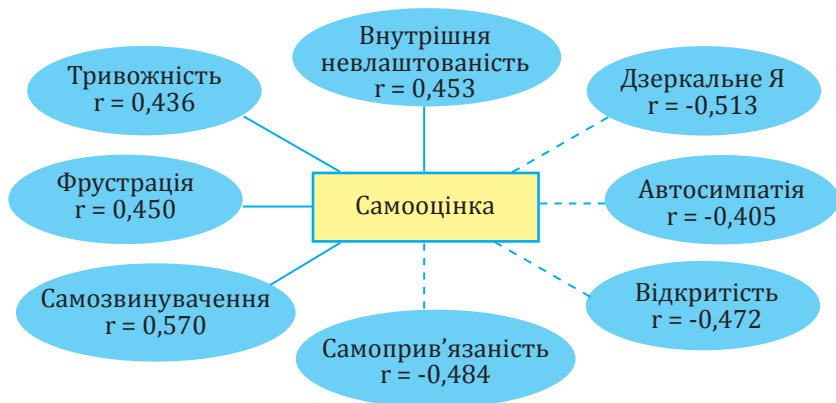 Внутрішня
невлаштованість
r = 0,453
Тривожність
r = 0,436
Дзеркальне Я
r = -0,513
Фрустрація
r = 0,450
Самооцінка
Автосимпатія
r = -0,405
Самозвинувачення
r = 0,570
Відкритість
r = -0,472
Самоприв’язаність
r = -0,484